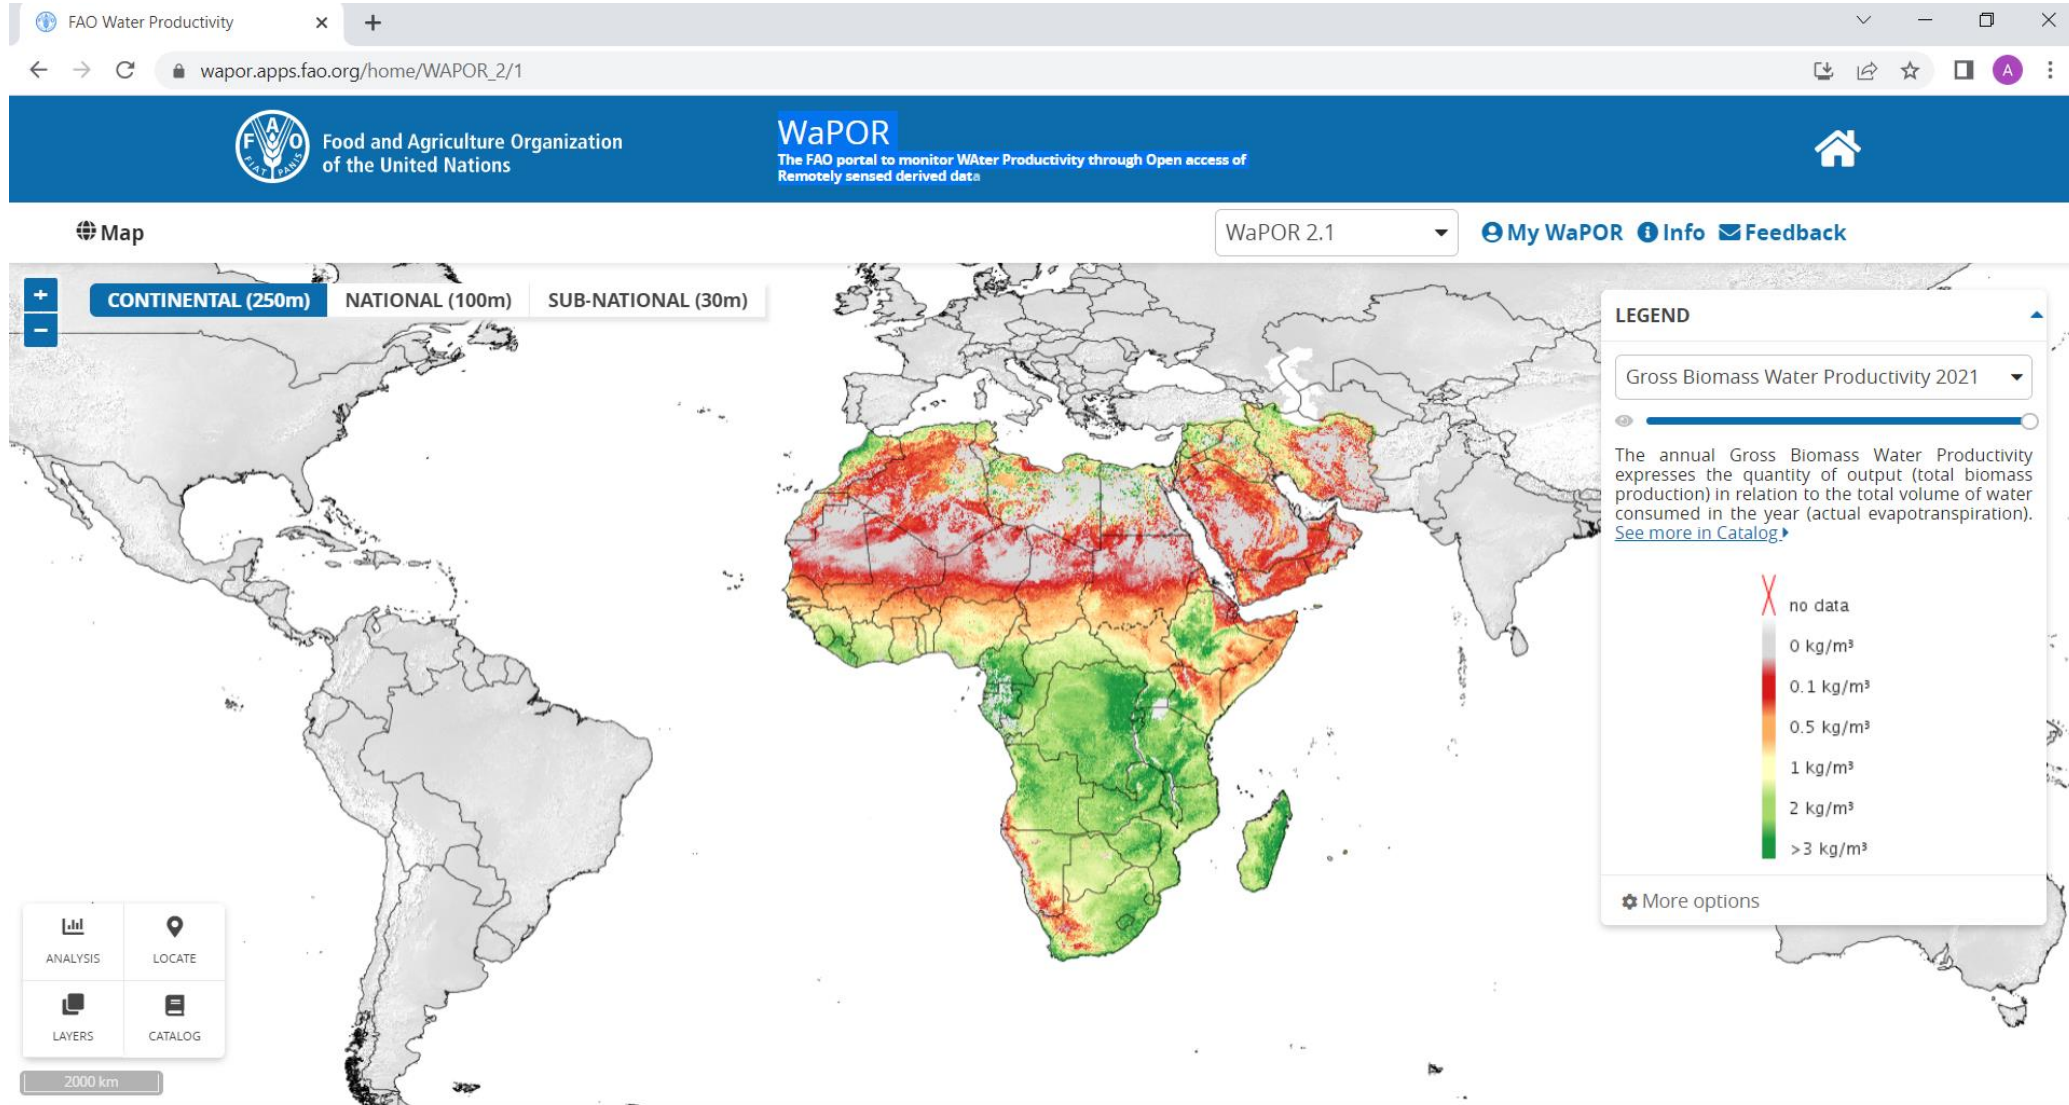 FAO Water Productivity
wapor.apps.fao.org/home/WAPOR_2/1
A
F A O
FIAT PANIS
Food and Agriculture Organization
of the United Nations
WaPOR
The FAO portal to monitor WAter Productivity through Open access of
Remotely sensed derived data
Map
WaPOR 2.1
My WaPOR
Info
Feedback
+
−
CONTINENTAL (250m)
NATIONAL (100m)
SUB-NATIONAL (30m)
LEGEND
Gross Biomass Water Productivity 2021
The annual Gross Biomass Water Productivity
expresses the quantity of output (total biomass
production) in relation to the total volume of water
consumed in the year (actual evapotranspiration).
See more in Catalog
no data
0 kg/m³
0.1 kg/m³
0.5 kg/m³
1 kg/m³
2 kg/m³
>3 kg/m³
More options
ANALYSIS
LOCATE
LAYERS
CATALOG
2000 km